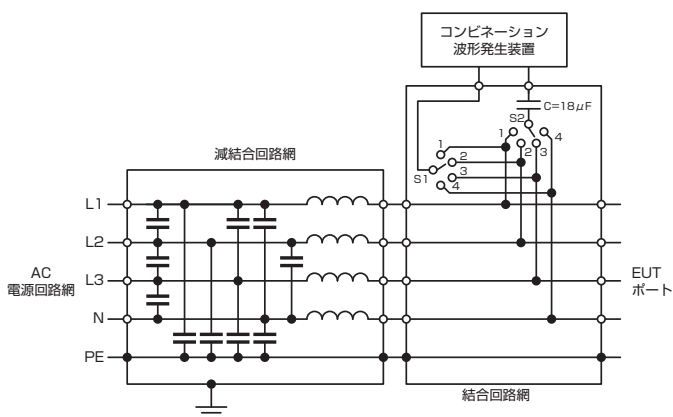 コンビネーション
波形発生装置
C=18μF
S2
1
4
2
3
1
2
3
4
S1
減結合回路網
L1
L2
L3
N
PE
AC
電源回路網
EUT
ポート
結合回路網